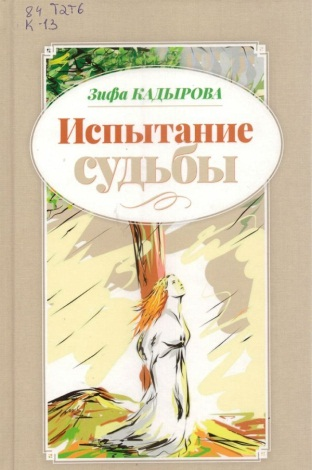 84 Тат6
К-13
Зифа КАДЫРОВА
Испытание
судьбы